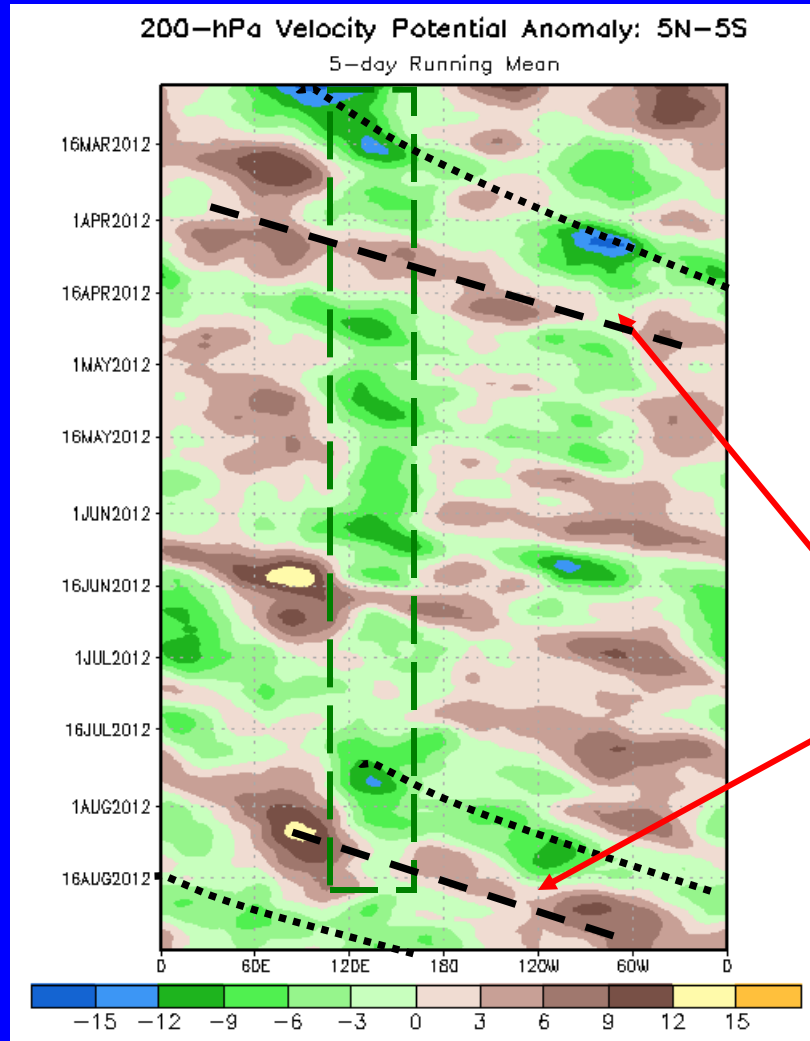 200-hPa Velocity Potential Anomaly: 5N-5S
5-day Running Mean
16MAR2012
1APR2012
16APR2012
1MAY2012
16MAY2012
1JUN2012
16JUN2012
1JUL2012
16JUL2012
1AUG2012
16AUG2012
0 60E 120E 180 120W 60W 0
-15 -12 -9 -6 -3 0 3 6 9 12 15